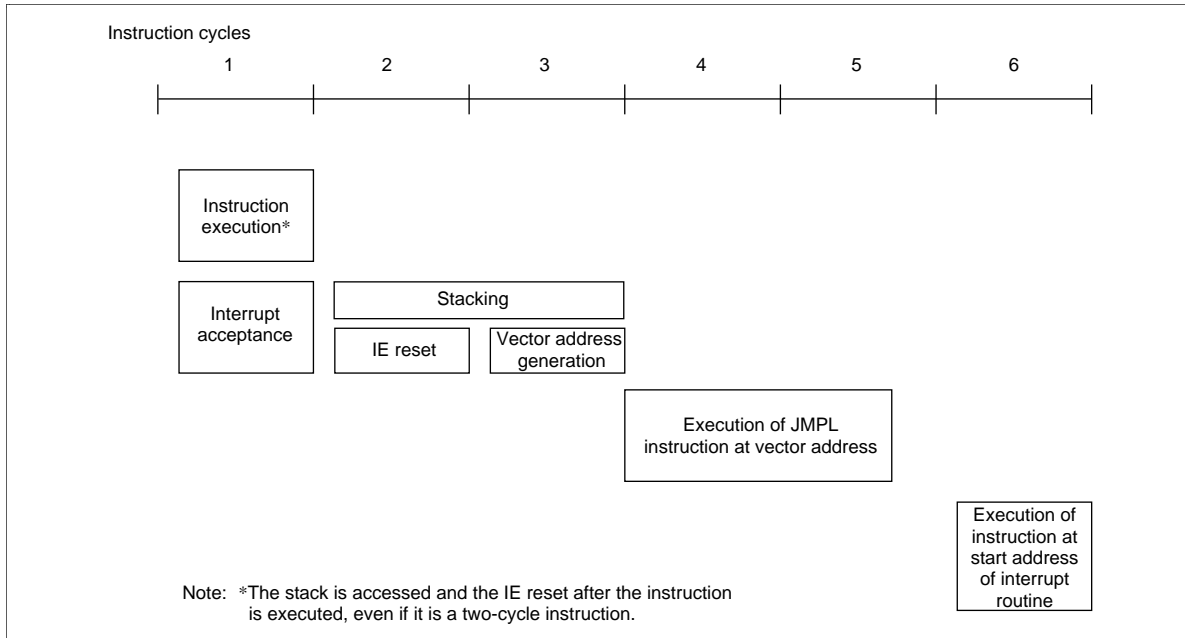 Instruction cycles
1 2 3 4 5 6
Instruction
execution*
Interrupt
acceptance
Stacking
IE reset
Vector address
generation
Execution of JMPL
instruction at vector address
Execution of
instruction at
start address
of interrupt
routine
Note: *The stack is accessed and the IE reset after the instruction
is executed, even if it is a two-cycle instruction.